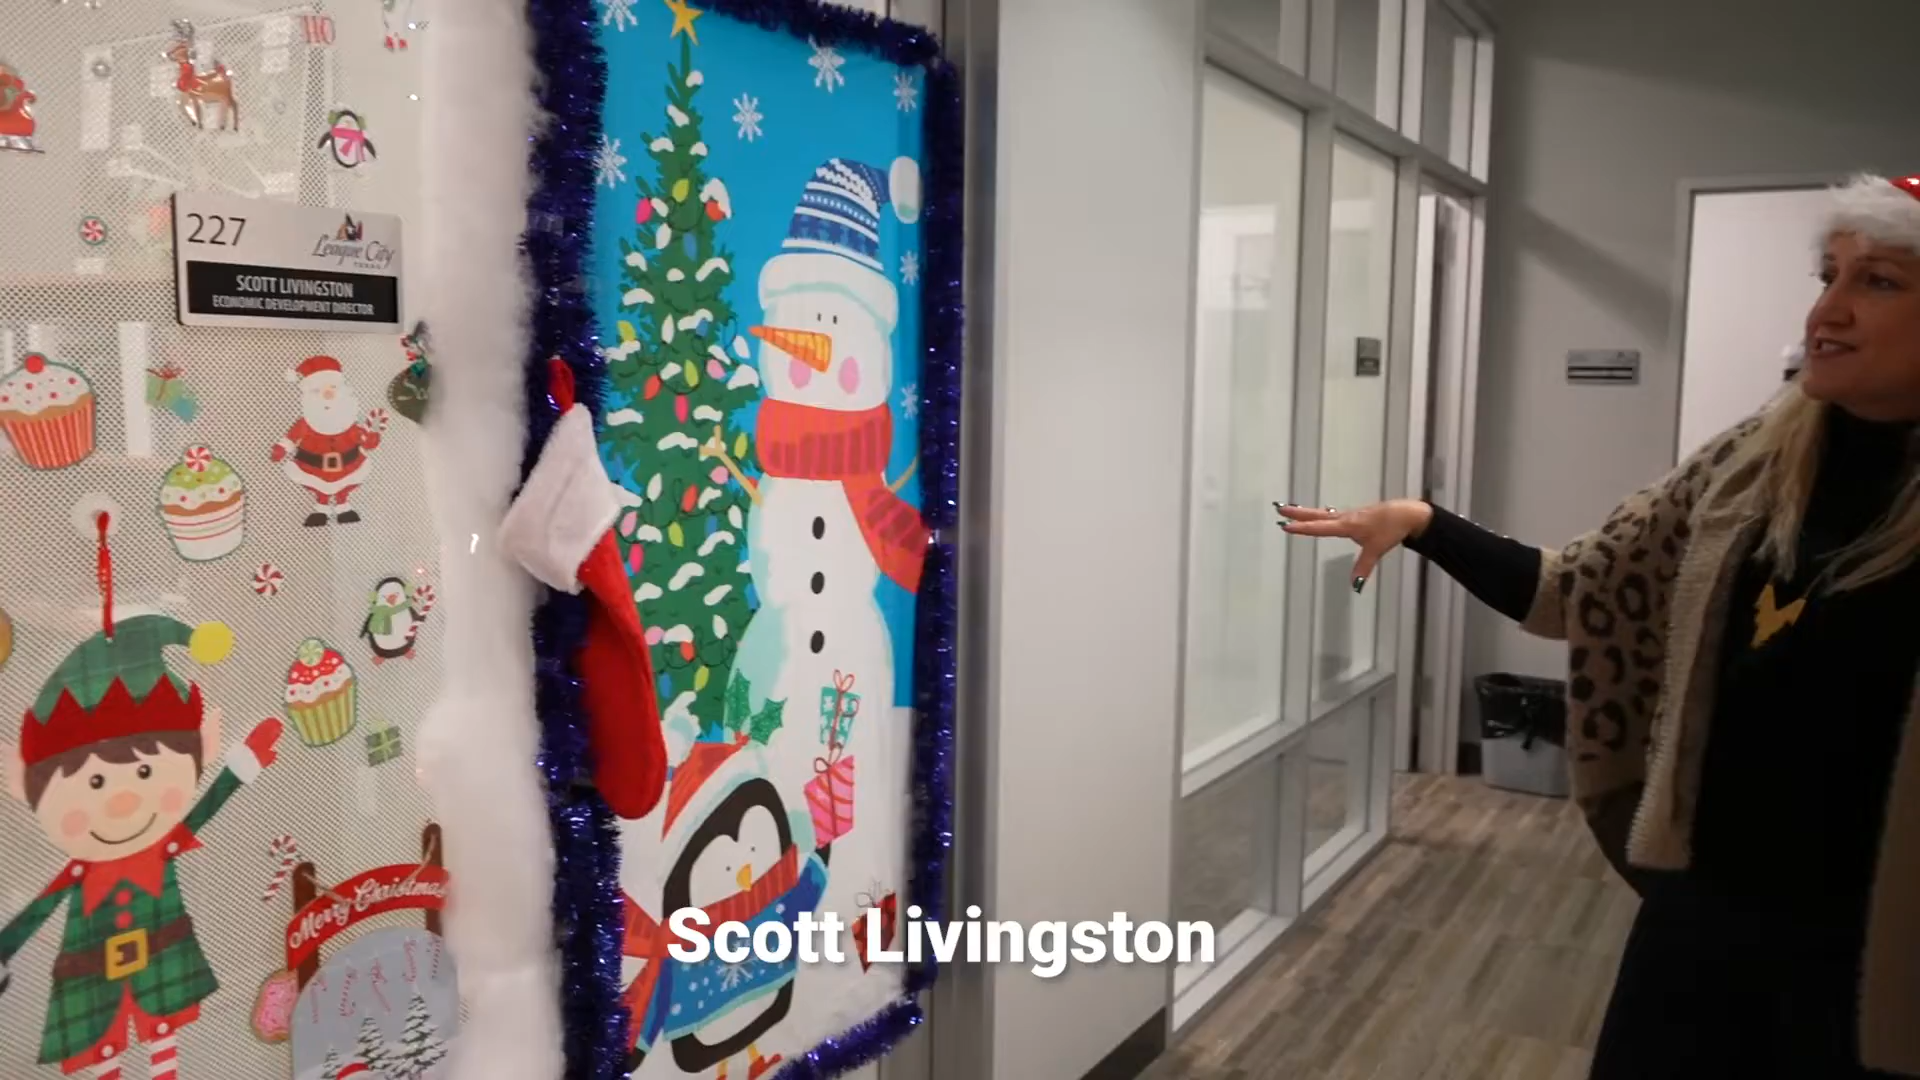 HO
227
League City
TEXAS
SCOTT LIVINGSTON
ECONOMIC DEVELOPMENT DIRECTOR
Merry Christmas
Scott Livingston